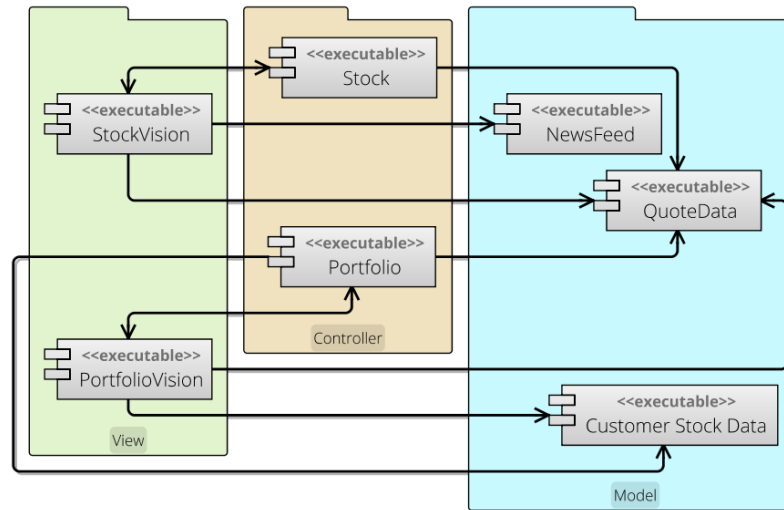 <<executable>>
Stock
<<executable>>
StockVision
<<executable>>
NewsFeed
<<executable>>
QuoteData
<<executable>>
Portfolio
Controller
<<executable>>
PortfolioVision
<<executable>>
Customer Stock Data
View
Model